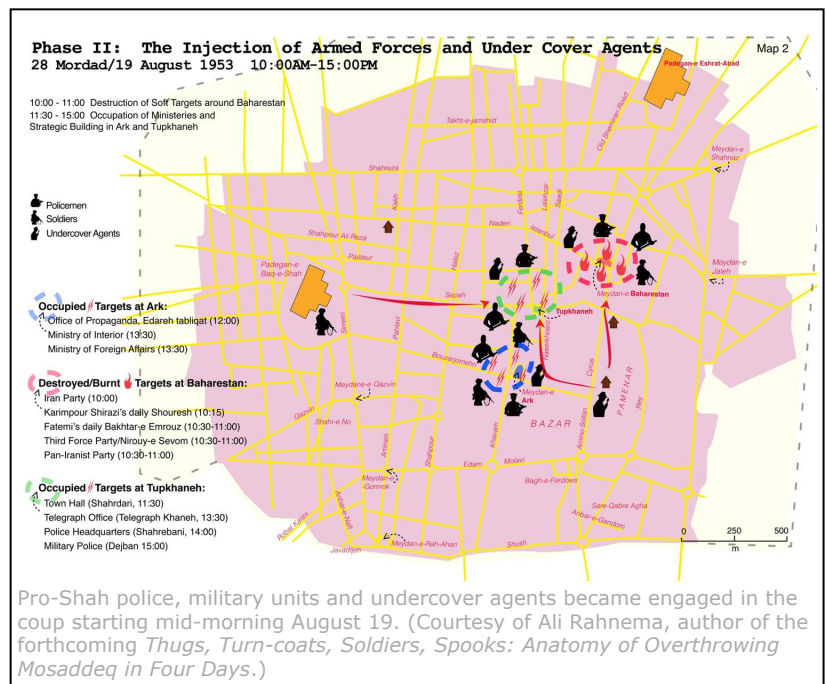 Phase II: The Injection of Armed Forces and Under Cover Agents
28 Mordad/19 August 1953 10:00AM-15:00PM
Map 2
10:00 - 11:00 Destruction of Soft Targets around Baharestan
11:30 - 15:00 Occupation of Ministeries and
Strategic Building in Ark and Tupkhaneh
Policemen
Soldiers
Undercover Agents
Occupied Targets at Ark:
Office of Propaganda, Edareh tabliqat (12:00)
Ministry of Interior (13:30)
Ministry of Foreign Affairs (13:30)
Destroyed/Burnt Targets at Baharestan:
Iran Party (10:00)
Karimpour Shirazi's daily Shouresh (10:15)
Fatemi's daily Bakhtar-e Emrouz (10:30-11:00)
Third Force Party/Nirouy-e Sevom (10:30-11:00)
Pan-Iranist Party (10:30-11:00)
Occupied Targets at Tupkhaneh:
Town Hall (Shahrdari, 11:30)
Telegraph Office (Telegraph Khaneh, 13:30)
Police Headquarters (Shahrebani, 14:00)
Military Police (Dejban 15:00)
Padegan-e Eshrat-Abad
Old Shemiran Road
Takht-e-jamshid
Meydan-e
Shahnaz
Shahreza
Kakh
Ferdosi
Lalehzar
Saadi
Naderi
Istanbul
Shahpour Ali Reza
Pasteur
Hafez
Padegan-e
Baq-e-Shah
Meydan-e
Jaleh
Sepah
Meydan-e Baharestan
Tupkhaneh
Simetri
Pahlavi
Bouzarjomehri
Naserkhosro
Cyrus
PAMENAR
Rey
Meydane-e Qazvin
Meydan-e
Ark
BAZAR
Qazvin
Shahr-e No
Amirieh
Shahpour
Khayam
Amino-Soltan
Edam
Molavi
Meydan-e
Gomrok
Bagh-e-Ferdows
Sare-Qabre Agha
Anbar-e-Gandom
Anbar-e-Naft
Robat Karim
Javadijeh
Meydan-e-Rah-Ahan
Shush
0 250 500
m
Pro-Shah police, military units and undercover agents became engaged in the
coup starting mid-morning August 19. (Courtesy of Ali Rahnema, author of the
forthcoming Thugs, Turn-coats, Soldiers, Spooks: Anatomy of Overthrowing
Mosaddeq in Four Days.)